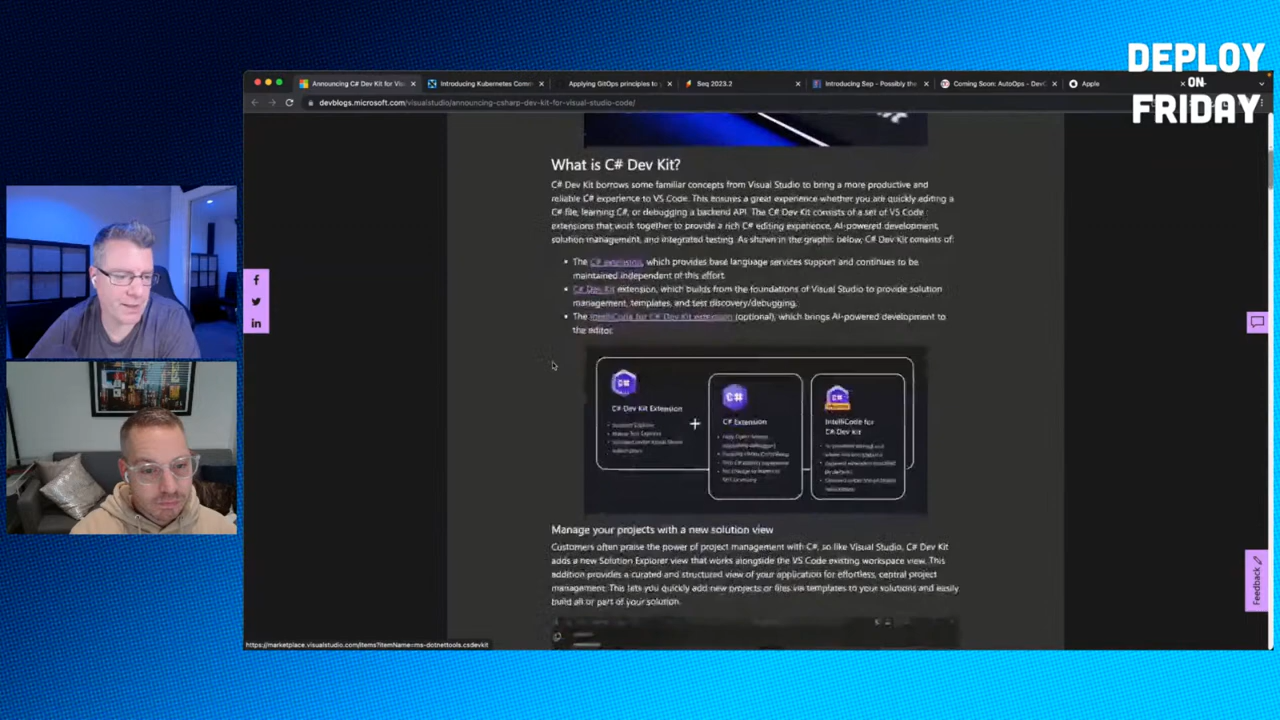 DEPLOY
ON
FRIDAY
Announcing C# Dev Kit for Visu
Introducing Kubernetes Comm
Applying GitOps principles to
Seq 2023.2
Introducing Sep - Possibly the
Coming Soon: AutoOps - DevO
Apple
devblogs.microsoft.com/visualstudio/announcing-csharp-dev-kit-for-visual-studio-code/
What is C# Dev Kit?
C# Dev Kit borrows some familiar concepts from Visual Studio to bring a more productive and
reliable C# experience to VS Code. This ensures a great experience whether you are quickly editing a
C# file, learning C#, or debugging a backend API. The C# Dev Kit consists of a set of VS Code
extensions that work together to provide a rich C# editing experience, AI-powered development,
solution management, and integrated testing. As shown in the graphic below, C# Dev Kit consists of:
• The C# extension, which provides base language services support and continues to be
maintained independent of this effort.
• C# Dev Kit extension, which builds from the foundations of Visual Studio to provide solution
management, templates, and test discovery/debugging.
• The IntelliCode for C# Dev Kit extension (optional), which brings AI-powered development to
the editor.
C#
C# Dev Kit Extension
+
C#
C# Extension
C#
IntelliCode for
C# Dev Kit
Manage your projects with a new solution view
Customers often praise the power of project management with C#, so like Visual Studio, C# Dev Kit
adds a new Solution Explorer view that works alongside the VS Code existing workspace view. This
addition provides a curated and structured view of your application for effortless, central project
management. This lets you quickly add new projects or files via templates to your solutions and easily
build all or part of your solution.
https://marketplace.visualstudio.com/items?itemName=ms-dotnettools.csdevkit
Feedback